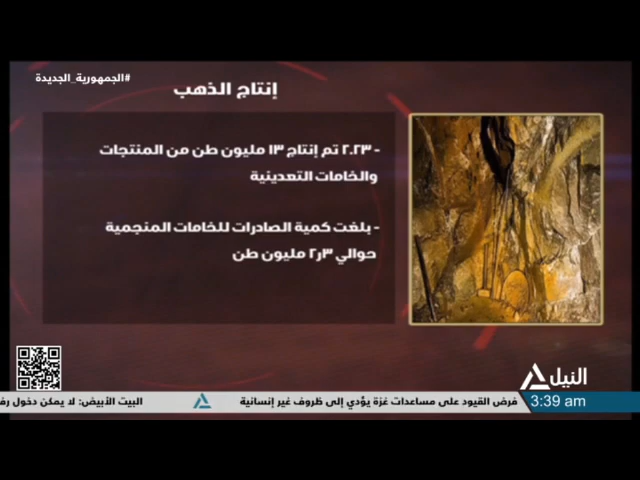 #الجمهورية_الجديدة
إنتاج الذهب
- ٢٠٢٣ تم إنتاج ١٣ مليون طن من المنتجات
والخامات التعدينية
- بلغت كمية الصادرات للخامات المنجمية
حوالي ٣ر٢ مليون طن
النيل
3:39 am
فرض القيود على مساعدات غزة يؤدي إلى ظروف غير إنسانية
البيت الأبيض: لا يمكن دخول رف